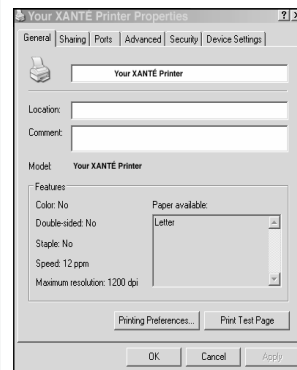 Your XANTÉ Printer Properties
General Sharing Ports Advanced Security Device Settings
Your XANTÉ Printer
Location:
Comment:
Model: Your XANTÉ Printer
Features
Color: No
Paper available:
Double-sided: No
Letter
Staple: No
Speed: 12 ppm
Maximum resolution: 1200 dpi
Printing Preferences... Print Test Page
OK Cancel Apply